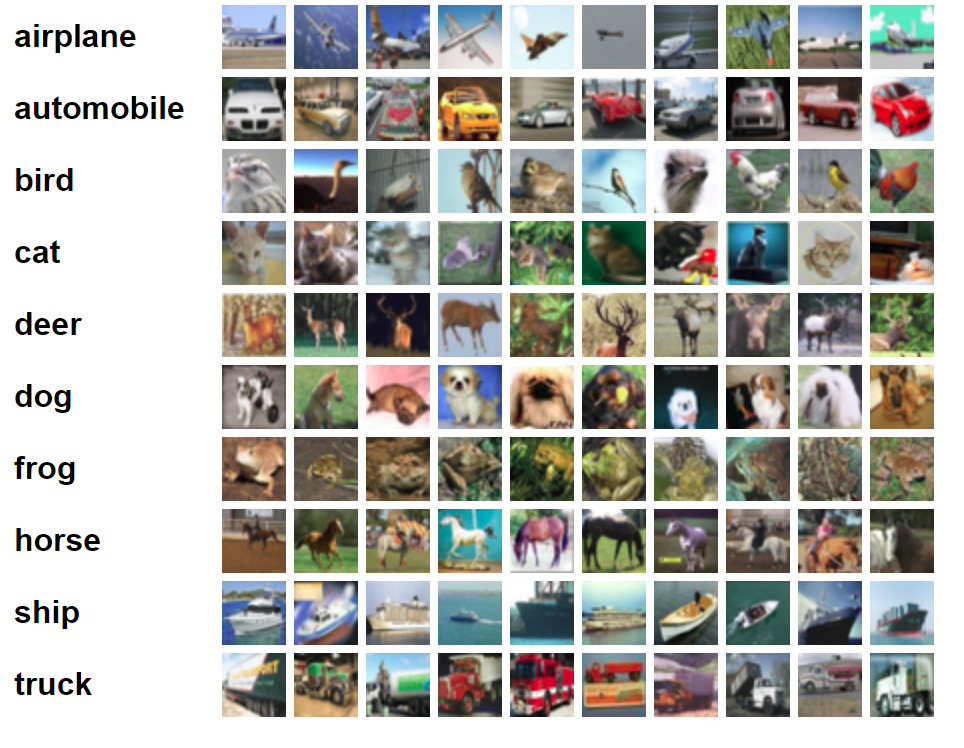 airplane
automobile
bird
cat
deer
dog
frog
horse
ship
truck